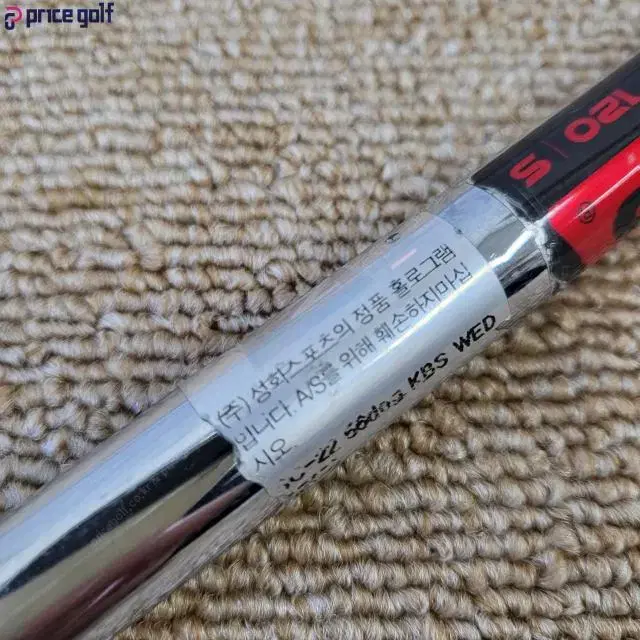 price golf
120 | S
(주) 성화스포츠의 정품 홀로그램
입니다. A/S를 위해 훼손하지마십
시오.
KBS WED